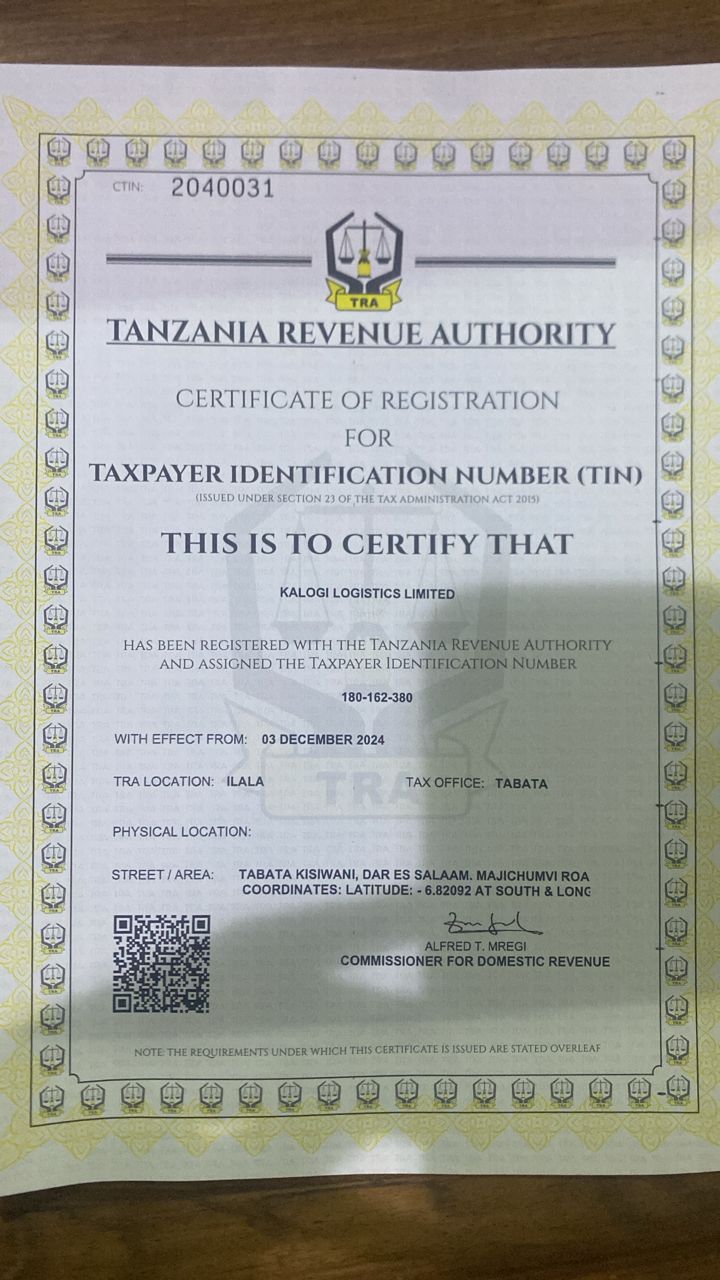 CTIN: 2040031
TRA
TANZANIA REVENUE AUTHORITY
CERTIFICATE OF REGISTRATION
FOR
TAXPAYER IDENTIFICATION NUMBER (TIN)
(ISSUED UNDER SECTION 23 OF THE TAX ADMINISTRATION ACT 2015)
THIS IS TO CERTIFY THAT
KALOGI LOGISTICS LIMITED
HAS BEEN REGISTERED WITH THE TANZANIA REVENUE AUTHORITY
AND ASSIGNED THE TAXPAYER IDENTIFICATION NUMBER
180-162-380
WITH EFFECT FROM: 03 DECEMBER 2024
TRA LOCATION: ILALA TAX OFFICE: TABATA
TRA
PHYSICAL LOCATION:
STREET / AREA: TABATA KISIWANI, DAR ES SALAAM. MAJICHUMVI ROA
COORDINATES: LATITUDE: - 6.82092 AT SOUTH & LONG
ALFRED T. MREGI
COMMISSIONER FOR DOMESTIC REVENUE
NOTE: THE REQUIREMENTS UNDER WHICH THIS CERTIFICATE IS ISSUED ARE STATED OVERLEAF